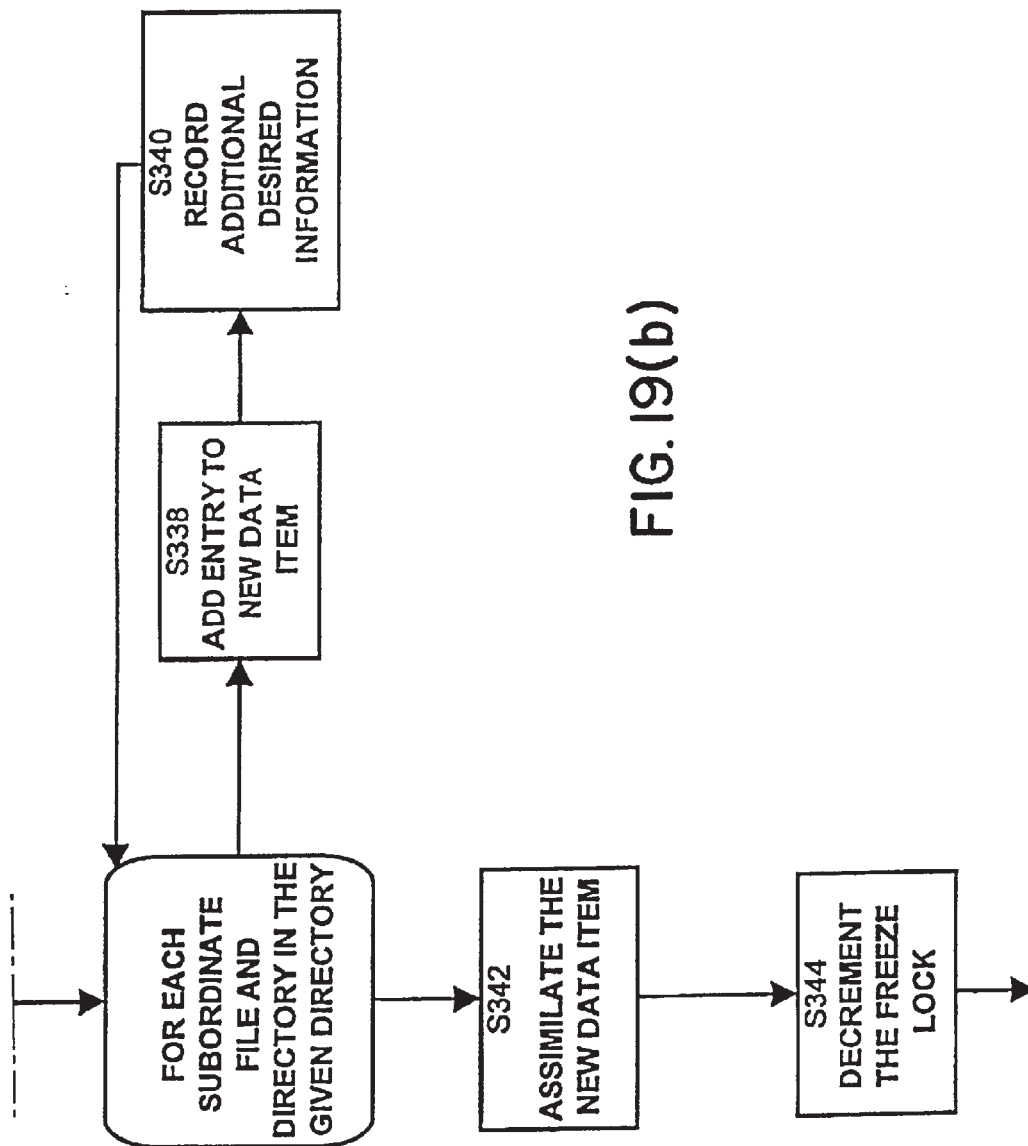 FOR EACH
SUBORDINATE
FILE AND
DIRECTORY IN THE
GIVEN DIRECTORY
S338
ADD ENTRY TO
NEW DATA
ITEM
S340
RECORD
ADDITIONAL
DESIRED
INFORMATION
S342
ASSIMILATE THE
NEW DATA ITEM
S344
DECREMENT
THE FREEZE
LOCK
FIG. 19(b)